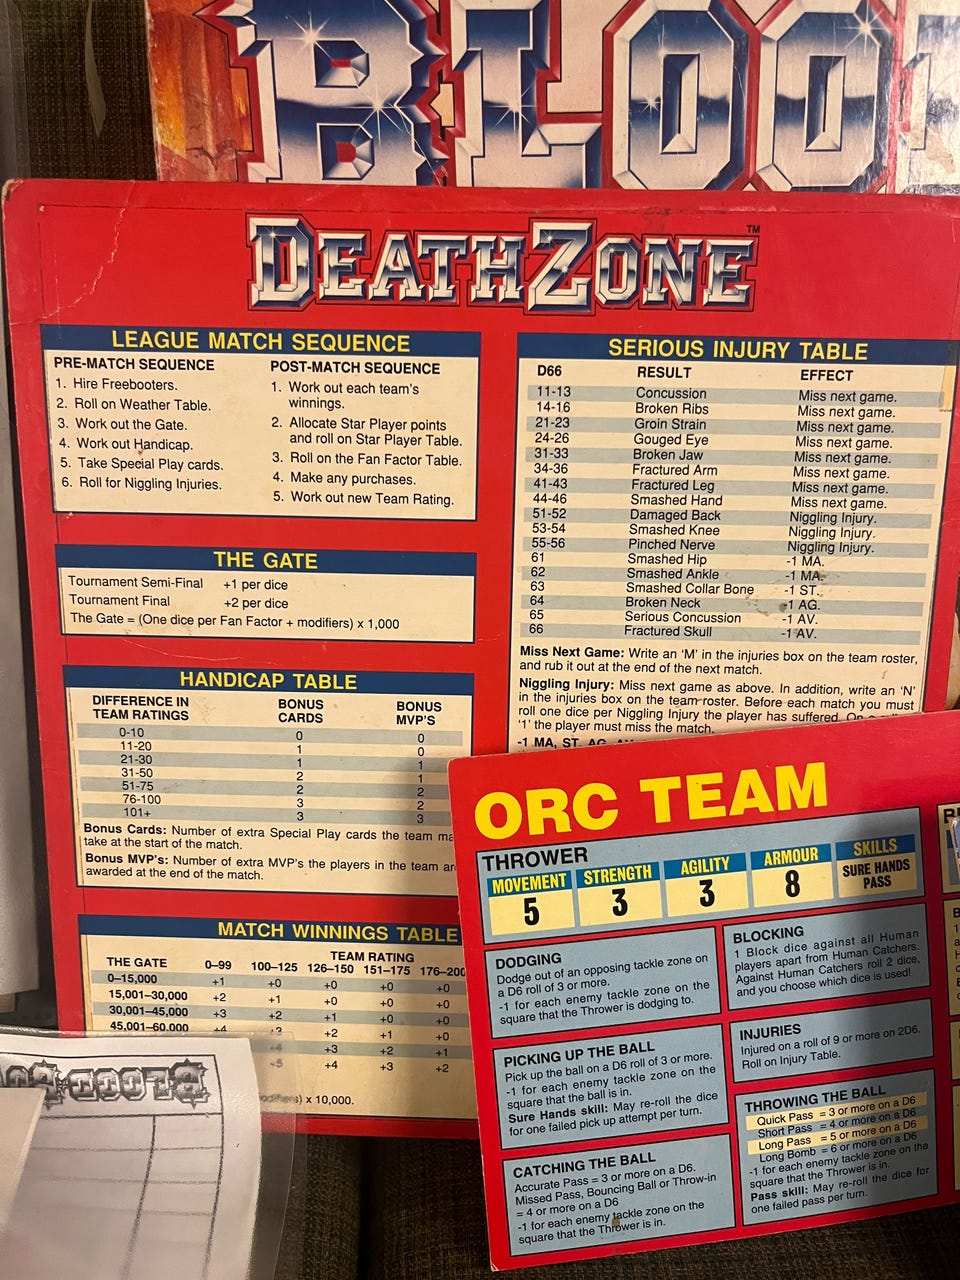 BLOO
DEATHZONE™
LEAGUE MATCH SEQUENCE
PRE-MATCH SEQUENCE
1. Hire Freebooters.
2. Roll on Weather Table.
3. Work out the Gate.
4. Work out Handicap.
5. Take Special Play cards.
6. Roll for Niggling Injuries.
POST-MATCH SEQUENCE
1. Work out each team's
winnings.
2. Allocate Star Player points
and roll on Star Player Table.
3. Roll on the Fan Factor Table.
4. Make any purchases.
5. Work out new Team Rating.
THE GATE
Tournament Semi-Final +1 per dice
Tournament Final +2 per dice
The Gate = (One dice per Fan Factor + modifiers) x 1,000
HANDICAP TABLE
DIFFERENCE IN BONUS BONUS
TEAM RATINGS CARDS MVP'S
0-10 0 0
11-20 1 0
21-30 1 1
31-50 2 1
51-75 2 2
76-100 3 2
101+ 3 3
Bonus Cards: Number of extra Special Play cards the team ma
take at the start of the match.
Bonus MVP's: Number of extra MVP's the players in the team ar
awarded at the end of the match.
MATCH WINNINGS TABLE
TEAM RATING
THE GATE 0–99 100–125 126–150 151–175 176–200
0–15,000 +1 +0 +0 +0 +0
15,001–30,000 +2 +1 +0 +0 +0
30,001–45,000 +3 +2 +1 +0 +0
45,001–60,000 +4 +3 +2 +1 +0
+4 +3 +2 +1
+5 +4 +3 +2
x 10,000.
SERIOUS INJURY TABLE
D66 RESULT EFFECT
11-13 Concussion Miss next game.
14-16 Broken Ribs Miss next game.
21-23 Groin Strain Miss next game.
24-26 Gouged Eye Miss next game.
31-33 Broken Jaw Miss next game.
34-36 Fractured Arm Miss next game.
41-43 Fractured Leg Miss next game.
44-46 Smashed Hand Miss next game.
51-52 Damaged Back Niggling Injury.
53-54 Smashed Knee Niggling Injury.
55-56 Pinched Nerve Niggling Injury.
61 Smashed Hip -1 MA.
62 Smashed Ankle -1 MA.
63 Smashed Collar Bone -1 ST.
64 Broken Neck -1 AG.
65 Serious Concussion -1 AV.
66 Fractured Skull -1 AV.
Miss Next Game: Write an 'M' in the injuries box on the team roster,
and rub it out at the end of the next match.
Niggling Injury: Miss next game as above. In addition, write an 'N'
in the injuries box on the team roster. Before each match you must
roll one dice per Niggling Injury the player has suffered. On a
'1' the player must miss the match.
-1 MA, ST, AG,
ORC TEAM
THROWER
MOVEMENT STRENGTH AGILITY ARMOUR SKILLS
5 3 3 8 SURE HANDS
PASS
DODGING
Dodge out of an opposing tackle zone on
a D6 roll of 3 or more.
-1 for each enemy tackle zone on the
square that the Thrower is dodging to.
BLOCKING
1 Block dice against all Human
players apart from Human Catchers.
Against Human Catchers roll 2 dice,
and you choose which dice is used!
PICKING UP THE BALL
Pick up the ball on a D6 roll of 3 or more.
-1 for each enemy tackle zone on the
square that the ball is in.
Sure Hands skill: May re-roll the dice
for one failed pick up attempt per turn.
INJURIES
Injured on a roll of 9 or more on 2D6.
Roll on Injury Table.
CATCHING THE BALL
Accurate Pass = 3 or more on a D6.
Missed Pass, Bouncing Ball or Throw-in
= 4 or more on a D6
-1 for each enemy tackle zone on the
square that the Thrower is in.
THROWING THE BALL
Quick Pass = 3 or more on a D6
Short Pass = 4 or more on a D6
Long Pass = 5 or more on a D6
Long Bomb = 6 or more on a D6
-1 for each enemy tackle zone on the
square that the Thrower is in.
Pass skill: May re-roll the dice for
one failed pass per turn.